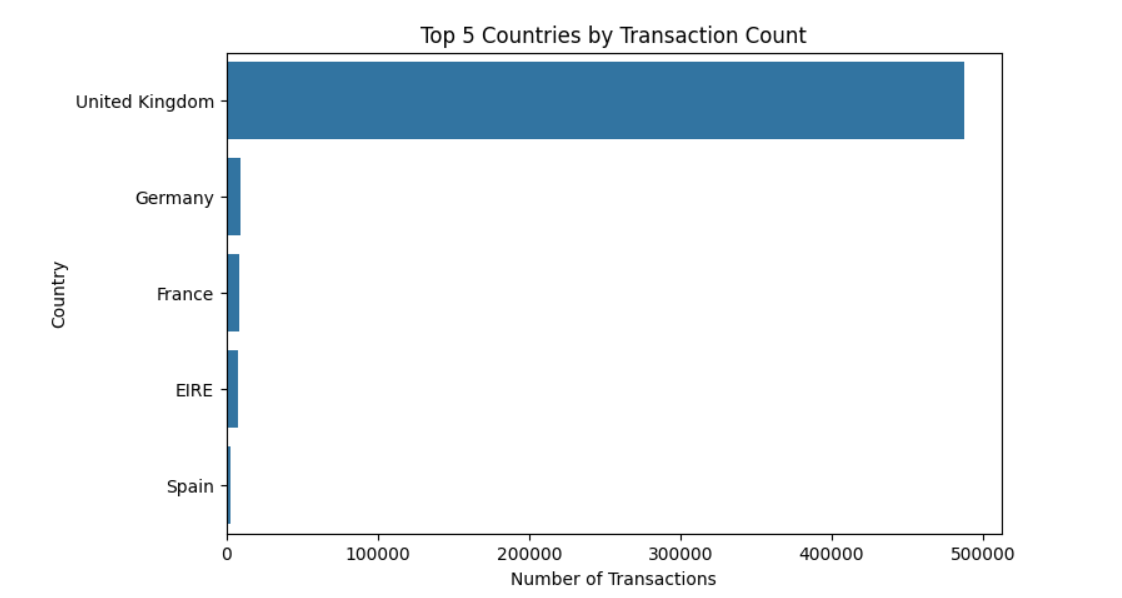 Top 5 Countries by Transaction Count
United Kingdom
Germany
France
EIRE
Spain
Country
0 100000 200000 300000 400000 500000
Number of Transactions